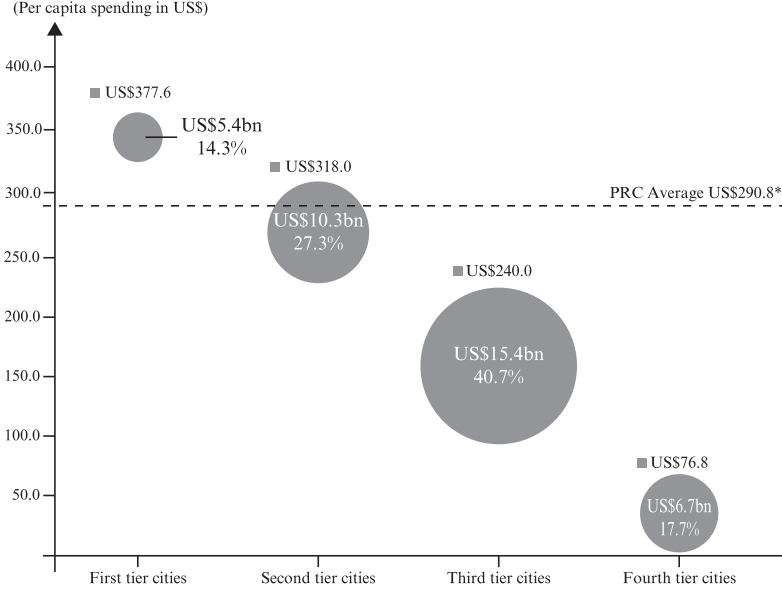 (Per capita spending in US$)
400.0
US$377.6
350.0
US$5.4bn
14.3%
US$318.0
300.0
PRC Average US$290.8*
US$10.3bn
27.3%
250.0
US$240.0
200.0
US$15.4bn
40.7%
150.0
100.0
US$76.8
50.0
US$6.7bn
17.7%
First tier cities
Second tier cities
Third tier cities
Fourth tier cities